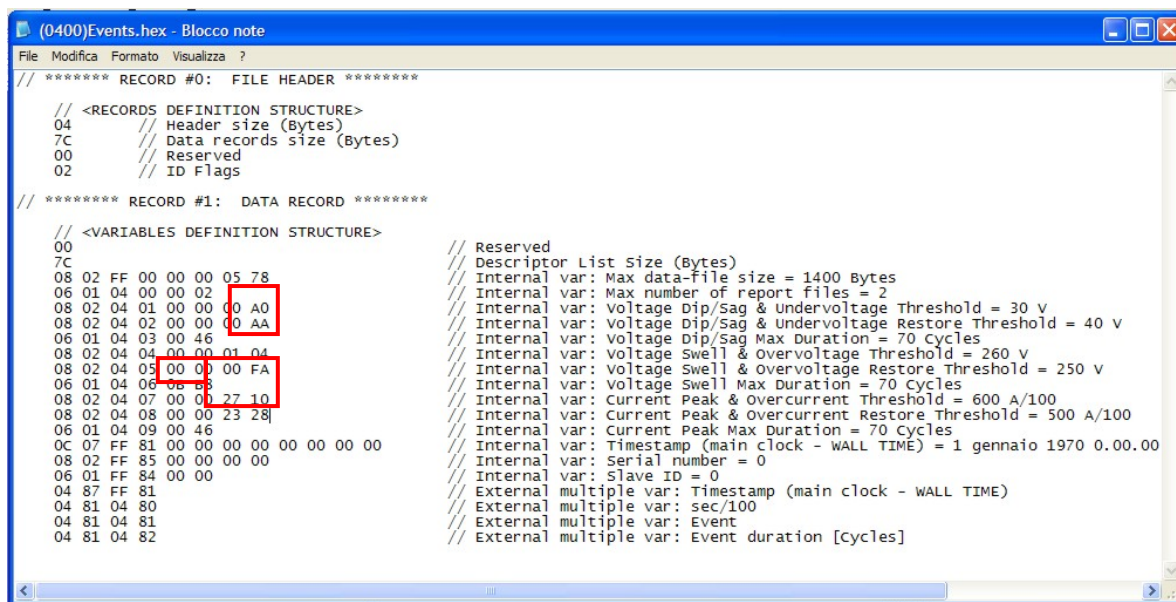 (0400)Events.hex - Blocco note
File Modifica Formato Visualizza ?
// ******* RECORD #0: FILE HEADER ********
// <RECORDS DEFINITION STRUCTURE>
04 // Header size (Bytes)
7C // Data records size (Bytes)
00 // Reserved
02 // ID Flags
// ******** RECORD #1: DATA RECORD ********
// <VARIABLES DEFINITION STRUCTURE>
00 // Reserved
7C // Descriptor List Size (Bytes)
08 02 FF 00 00 00 05 78 // Internal var: Max data-file size = 1400 Bytes
06 01 04 00 00 02 // Internal var: Max number of report files = 2
08 02 04 01 00 00 00 A0 // Internal var: Voltage Dip/Sag & Undervoltage Threshold = 30 V
08 02 04 02 00 00 00 AA // Internal var: Voltage Dip/Sag & Undervoltage Restore Threshold = 40 V
06 01 04 03 00 46 // Internal var: Voltage Dip/Sag Max Duration = 70 Cycles
08 02 04 04 00 00 01 04 // Internal var: Voltage Swell & Overvoltage Threshold = 260 V
08 02 04 05 00 00 00 FA // Internal var: Voltage Swell & Overvoltage Restore Threshold = 250 V
06 01 04 06 0B B8 // Internal var: Voltage Swell Max Duration = 70 Cycles
08 02 04 07 00 00 27 10 // Internal var: Current Peak & Overcurrent Threshold = 600 A/100
08 02 04 08 00 00 23 28 // Internal var: Current Peak & Overcurrent Restore Threshold = 500 A/100
06 01 04 09 00 46 // Internal var: Current Peak Max Duration = 70 Cycles
0C 07 FF 81 00 00 00 00 00 00 00 00 // Internal var: Timestamp (main clock - WALL TIME) = 1 gennaio 1970 0.00.00
08 02 FF 85 00 00 00 00 // Internal var: Serial number = 0
06 01 FF 84 00 00 // Internal var: Slave ID = 0
04 87 FF 81 // External multiple var: Timestamp (main clock - WALL TIME)
04 81 04 80 // External multiple var: sec/100
04 81 04 81 // External multiple var: Event
04 81 04 82 // External multiple var: Event duration [Cycles]